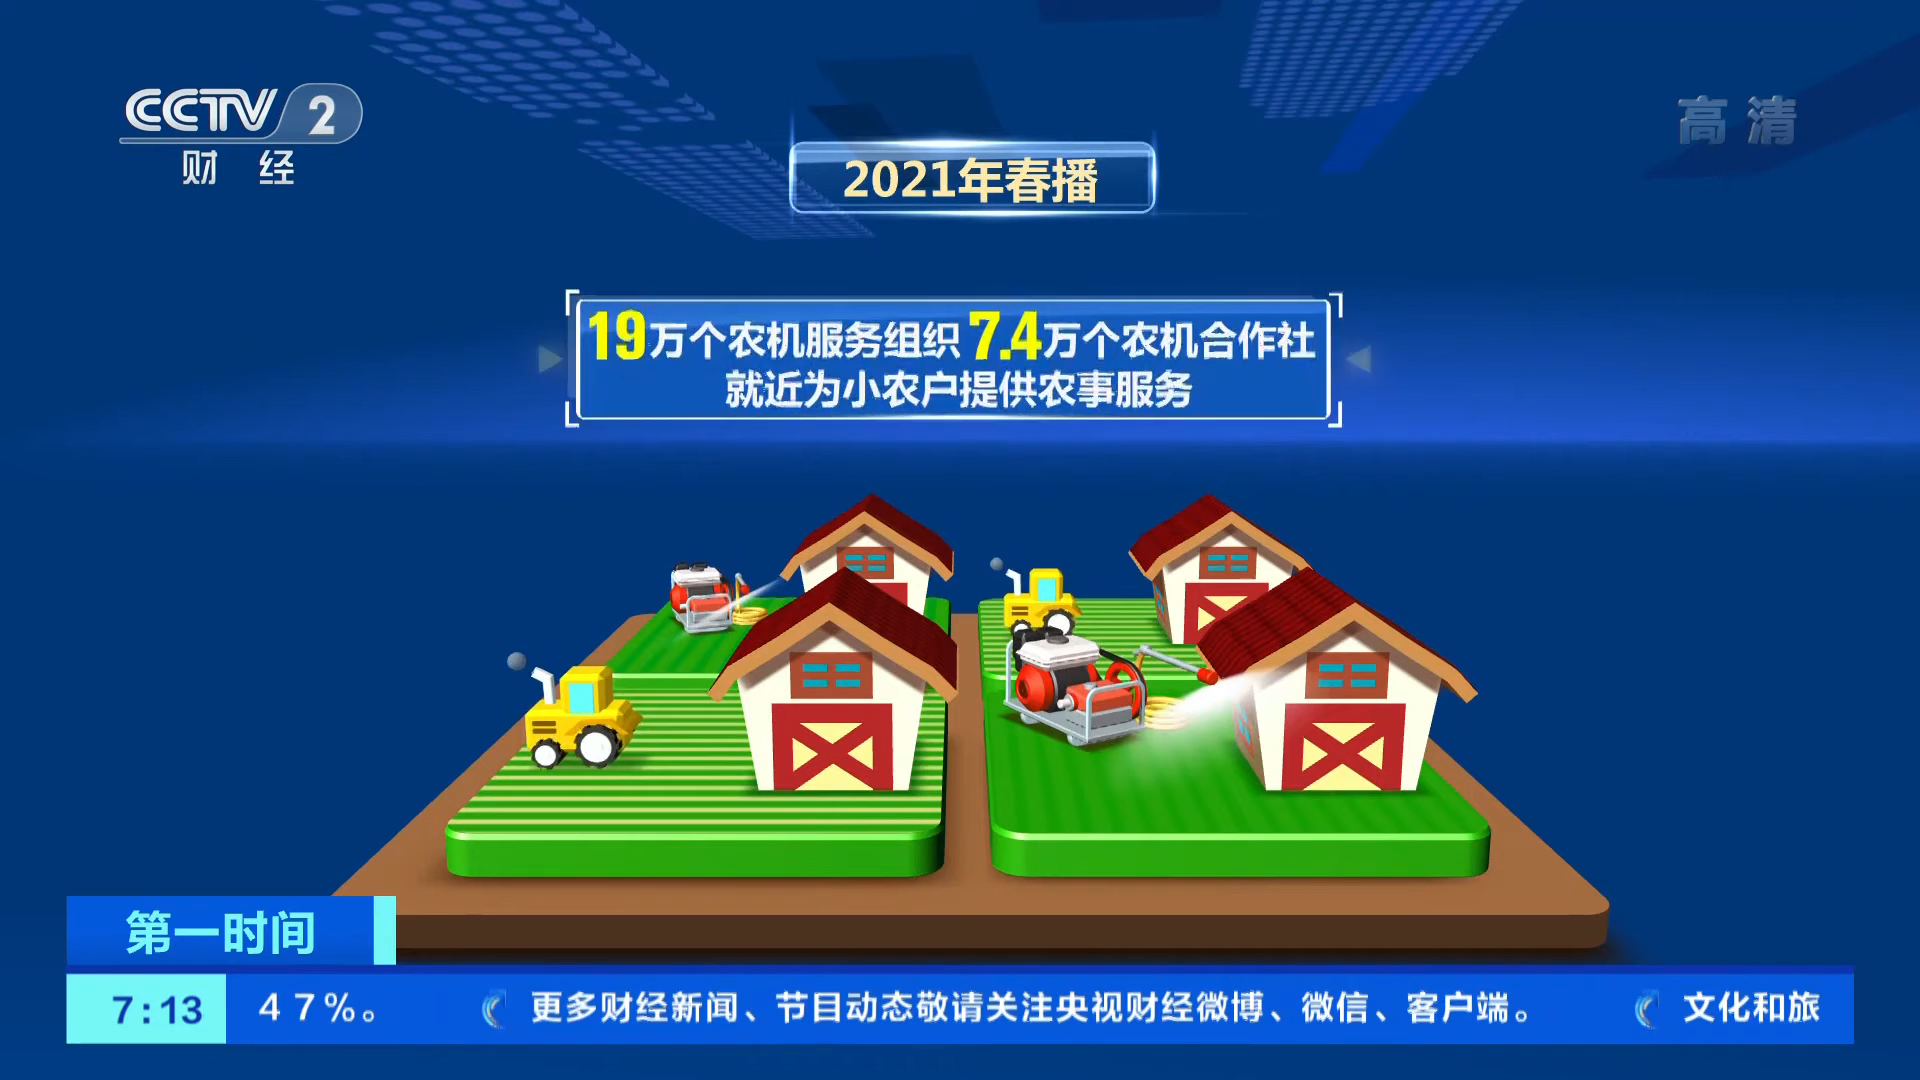 CCTV 2
财 经
高 清
2021年春播
19万个农机服务组织 7.4万个农机合作社
就近为小农户提供农事服务
第一时间
7:13
47%。
更多财经新闻、节目动态敬请关注央视财经微博、微信、客户端。
文化和旅